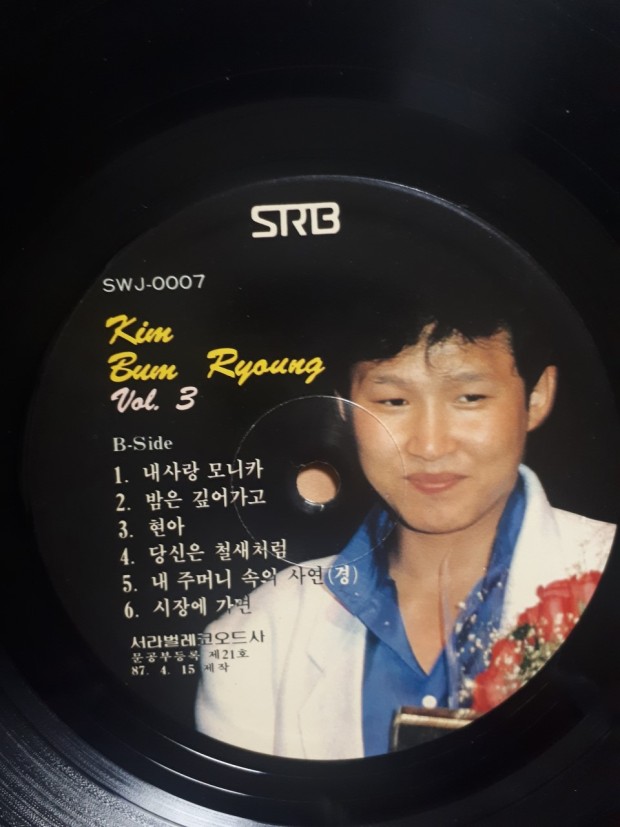 SRB
SWJ-0007
Kim
Bum Ryoung
Vol. 3
B-Side
1. 내사랑 모니카
2. 밤은 깊어가고
3. 현아
4. 당신은 철새처럼
5. 내 주머니 속의 사연(경)
6. 시장에 가면
서라벌레코오드사
문공부등록 제21호
87. 4. 15 제작